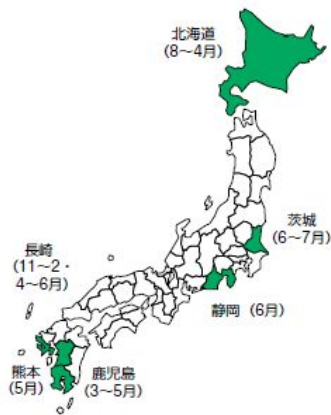 北海道
(8～4月)
茨城
(6～7月)
長崎
(11～2・
4～6月)
静岡 (6月)
熊本
(5月)
鹿児島
(3～5月)